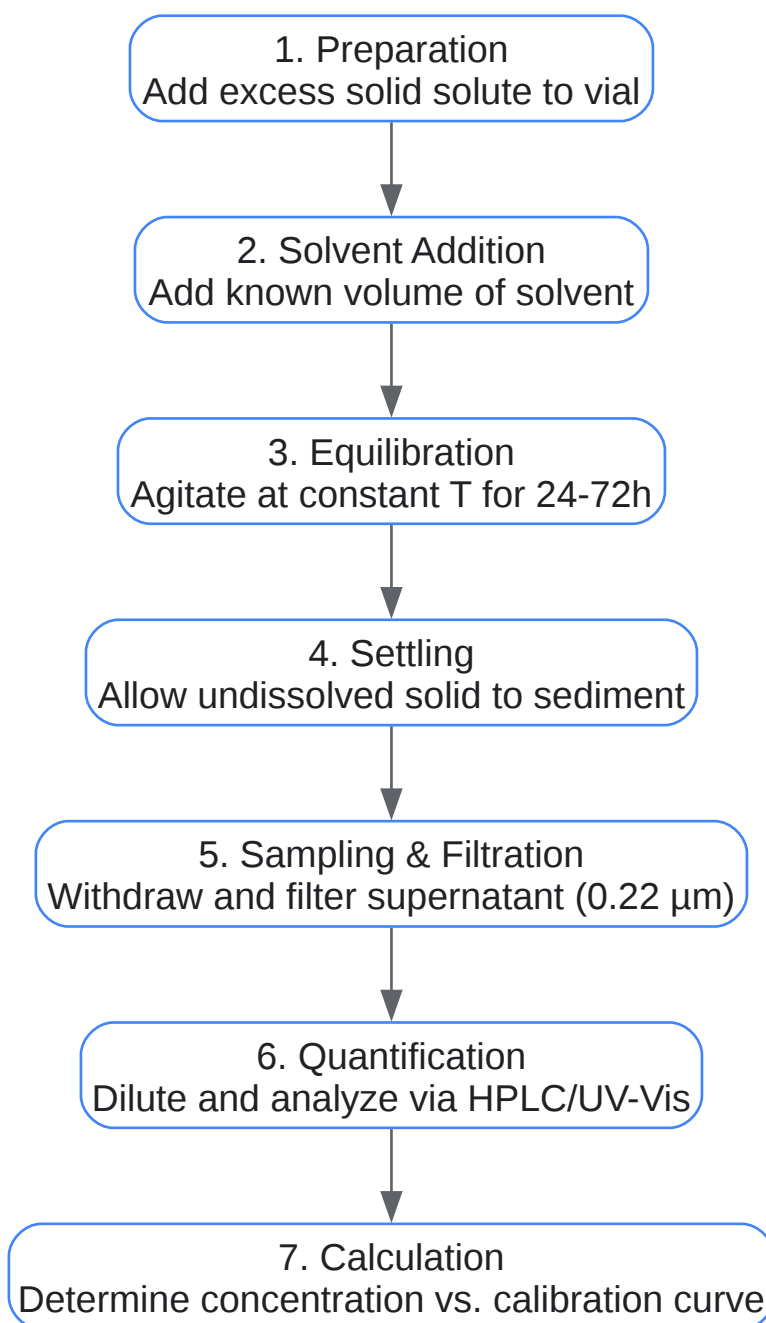 1. Preparation
Add excess solid solute to vial
2. Solvent Addition
Add known volume of solvent
3. Equilibration
Agitate at constant T for 24-72h
4. Settling
Allow undissolved solid to sediment
5. Sampling & Filtration
Withdraw and filter supernatant (0.22 µm)
6. Quantification
Dilute and analyze via HPLC/UV-Vis
7. Calculation
Determine concentration vs. calibration curve